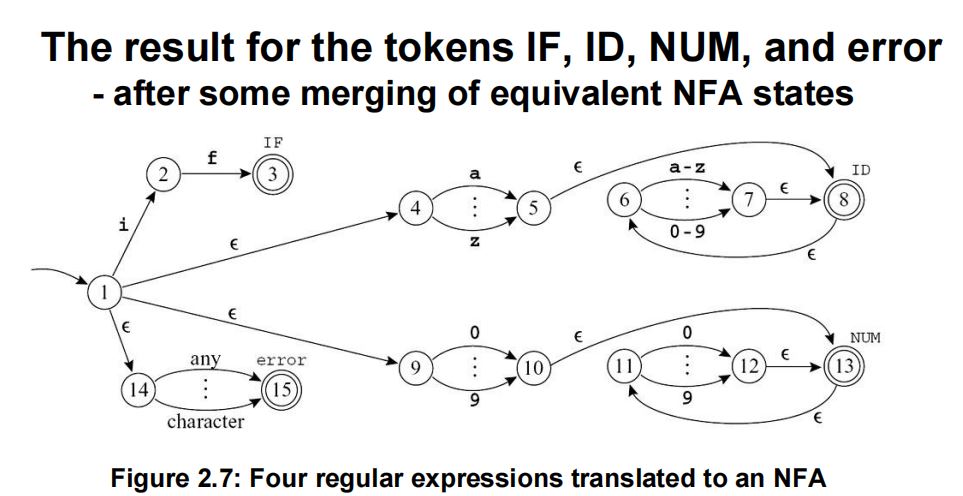 The result for the tokens IF, ID, NUM, and error
- after some merging of equivalent NFA states
IF
2 f 3
i
1
ϵ
4 a ⋮ z 5
ϵ
6 a-z ⋮ 0-9 7 ϵ 8
ID
ϵ
ϵ
9 0 ⋮ 9 10
ϵ
11 0 ⋮ 9 12 ϵ 13
NUM
ϵ
ϵ
14 any ⋮ character 15
error
Figure 2.7: Four regular expressions translated to an NFA